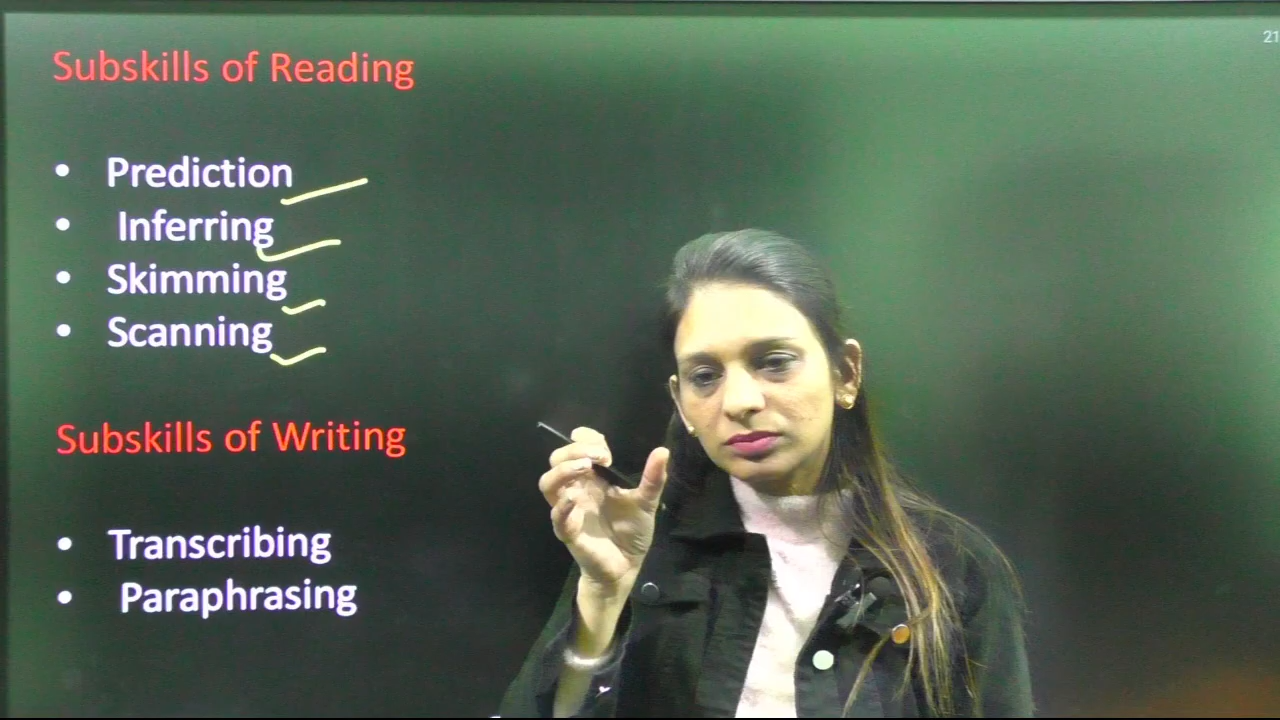 21
Subskills of Reading
• Prediction
• Inferring
• Skimming
• Scanning
Subskills of Writing
• Transcribing
• Paraphrasing